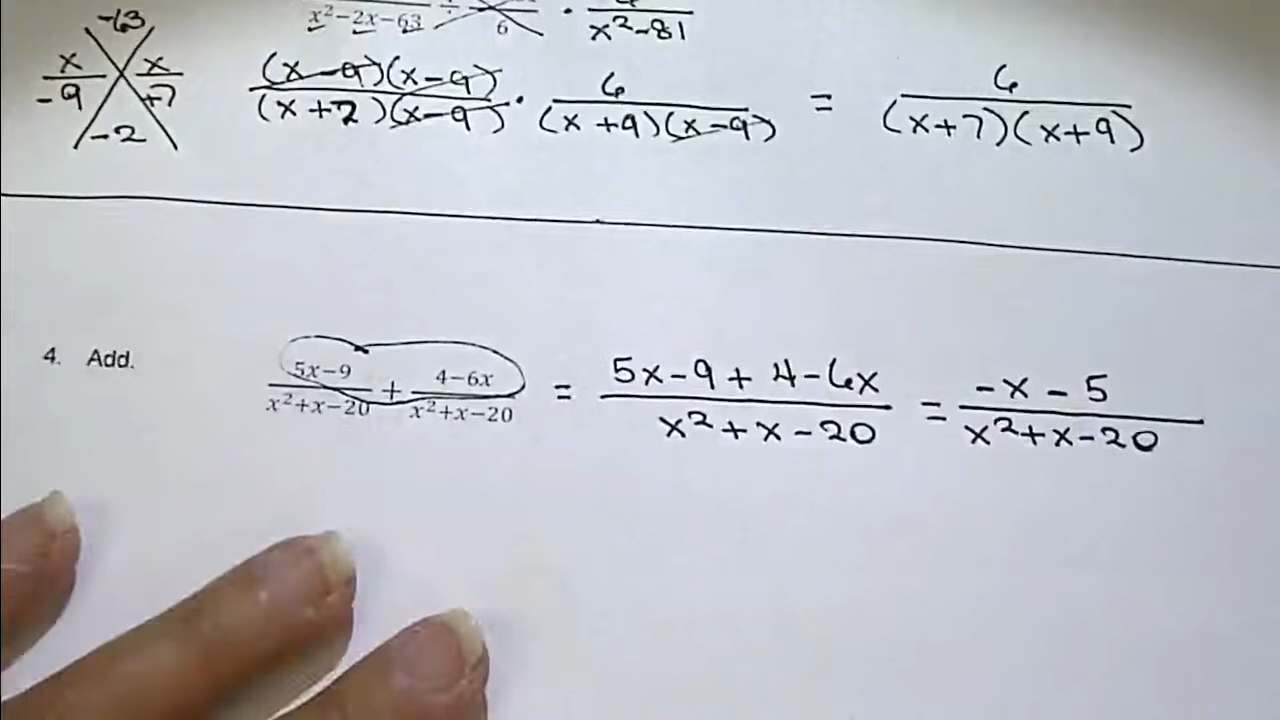 x²-2x-63 ÷ 6 · x²-81
-63
x x
-9 +7
-2
(x-9)(x-9) / (x+7)(x-9) · 6 / (x+9)(x-9) = 6 / (x+7)(x+9)
4. Add. 5x-9 / x²+x-20 + 4-6x / x²+x-20 = 5x-9+4-6x / x²+x-20 = -x-5 / x²+x-20